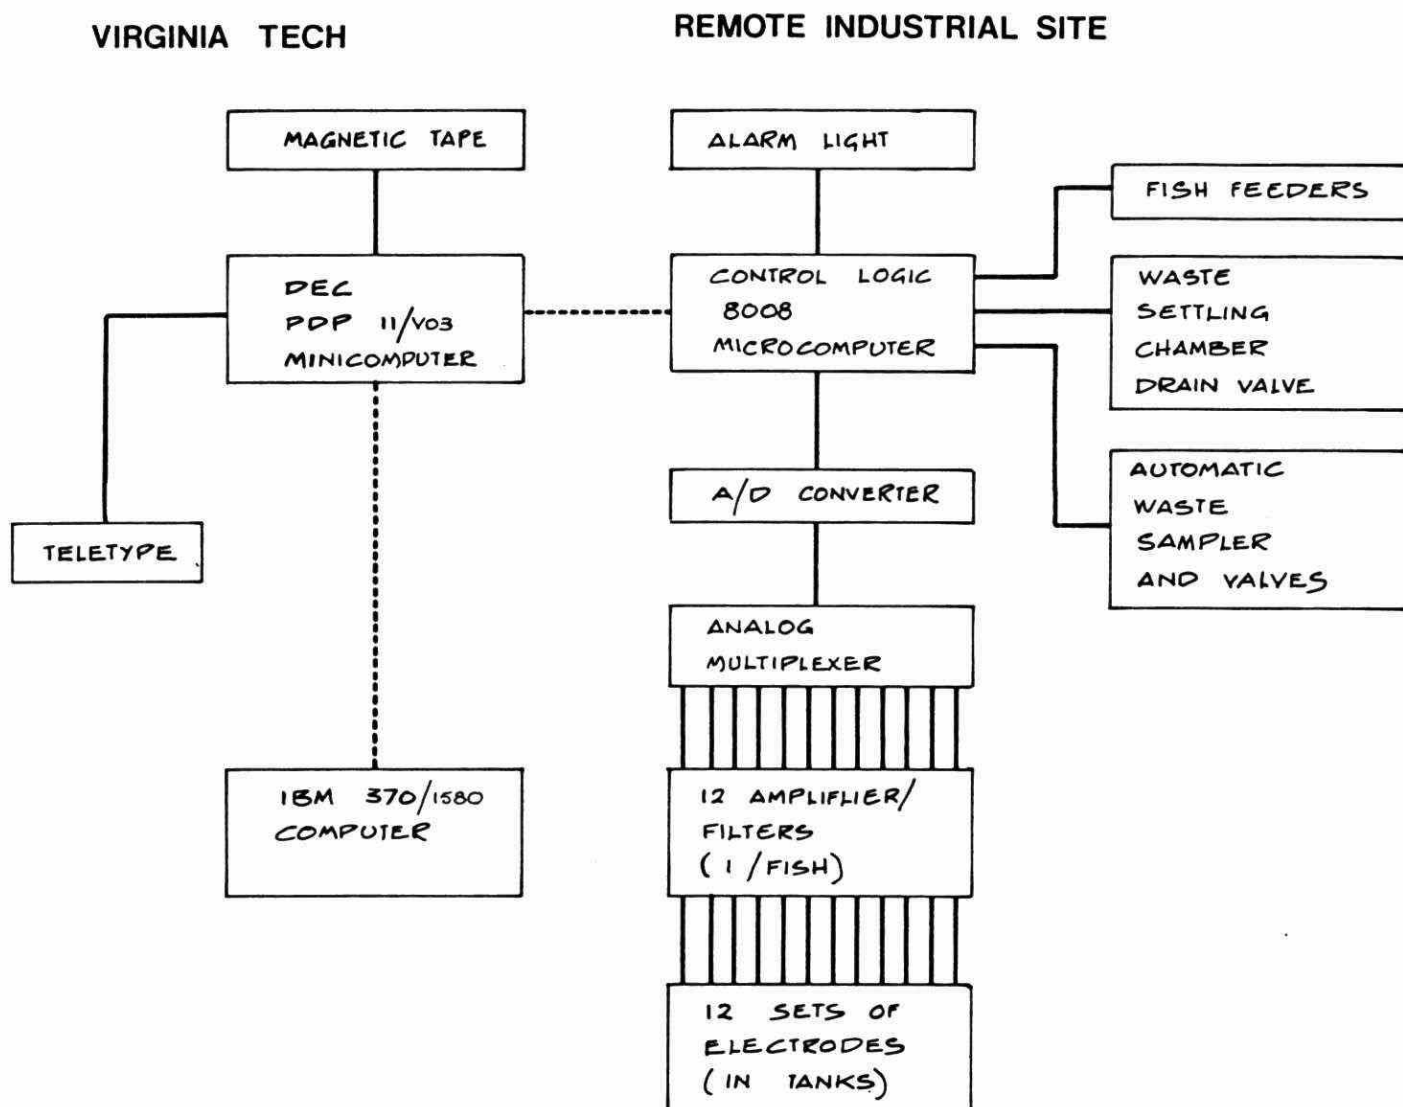 VIRGINIA TECH
REMOTE INDUSTRIAL SITE
MAGNETIC TAPE
DEC
PDP 11/V03
MINICOMPUTER
TELETYPE
IBM 370/1580
COMPUTER
ALARM LIGHT
CONTROL LOGIC
8008
MICROCOMPUTER
A/D CONVERTER
ANALOG
MULTIPLEXER
12 AMPLIFLIER/
FILTERS
(1/FISH)
12 SETS OF
ELECTRODES
(IN TANKS)
FISH FEEDERS
WASTE
SETTLING
CHAMBER
DRAIN VALVE
AUTOMATIC
WASTE
SAMPLER
AND VALVES